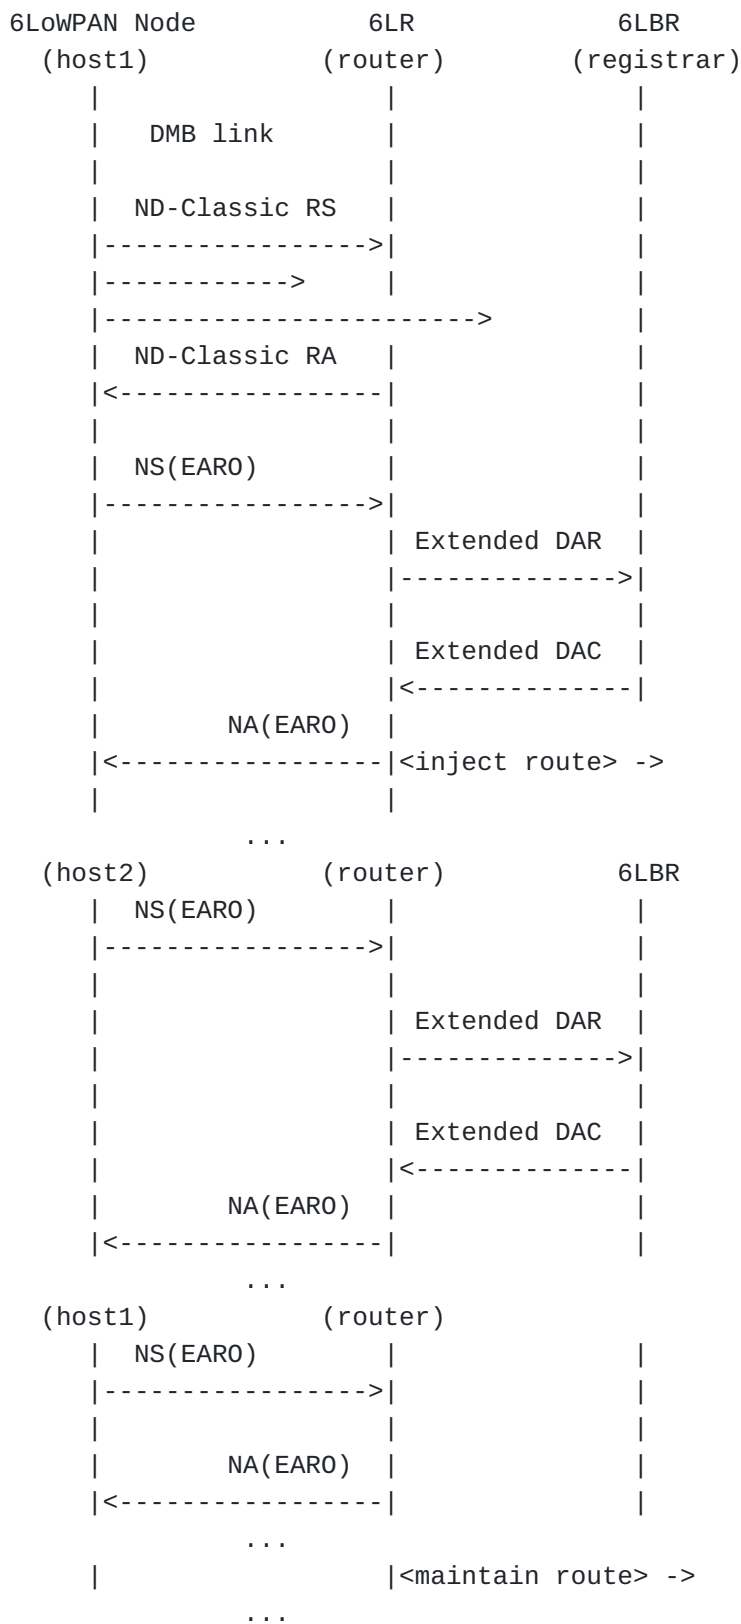 6LoWPAN Node           6LR             6LBR
  (host1)           (router)        (registrar)
     |                  |               |
     |   DMB link       |               |
     |                  |               |
     |  ND-Classic RS   |               |
     |----------------->|               |
     |------------>     |               |
     |------------------------>         |
     |  ND-Classic RA   |               |
     |<-----------------|               |
     |                  |               |
     |  NS(EARO)        |               |
     |----------------->|               |
     |                  | Extended DAR  |
     |                  |-------------->|
     |                  |               |
     |                  | Extended DAC  |
     |                  |<--------------|
     |        NA(EARO)  |
     |<-----------------|<inject route> ->
     |                  |
               ...
  (host2)           (router)           6LBR
     |  NS(EARO)        |               |
     |----------------->|               |
     |                  |               |
     |                  | Extended DAR  |
     |                  |-------------->|
     |                  |               |
     |                  | Extended DAC  |
     |                  |<--------------|
     |        NA(EARO)  |               |
     |<-----------------|               |
               ...
  (host1)           (router)
     |  NS(EARO)        |               |
     |----------------->|               |
     |                  |               |
     |        NA(EARO)  |               |
     |<-----------------|               |
               ...
     |                  |<maintain route> ->
               ...